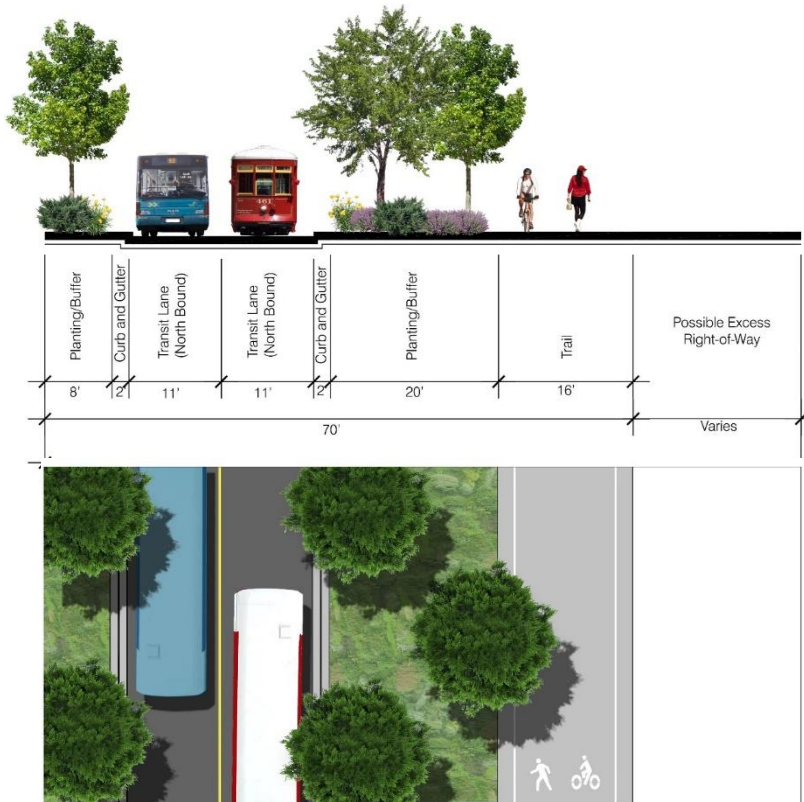 461
Planting/Buffer
Curb and Gutter
Transit Lane
(North Bound)
Transit Lane
(North Bound)
Curb and Gutter
Planting/Buffer
Trail
Possible Excess
Right-of-Way
8'
2'
11'
11'
2'
20'
16'
70'
Varies